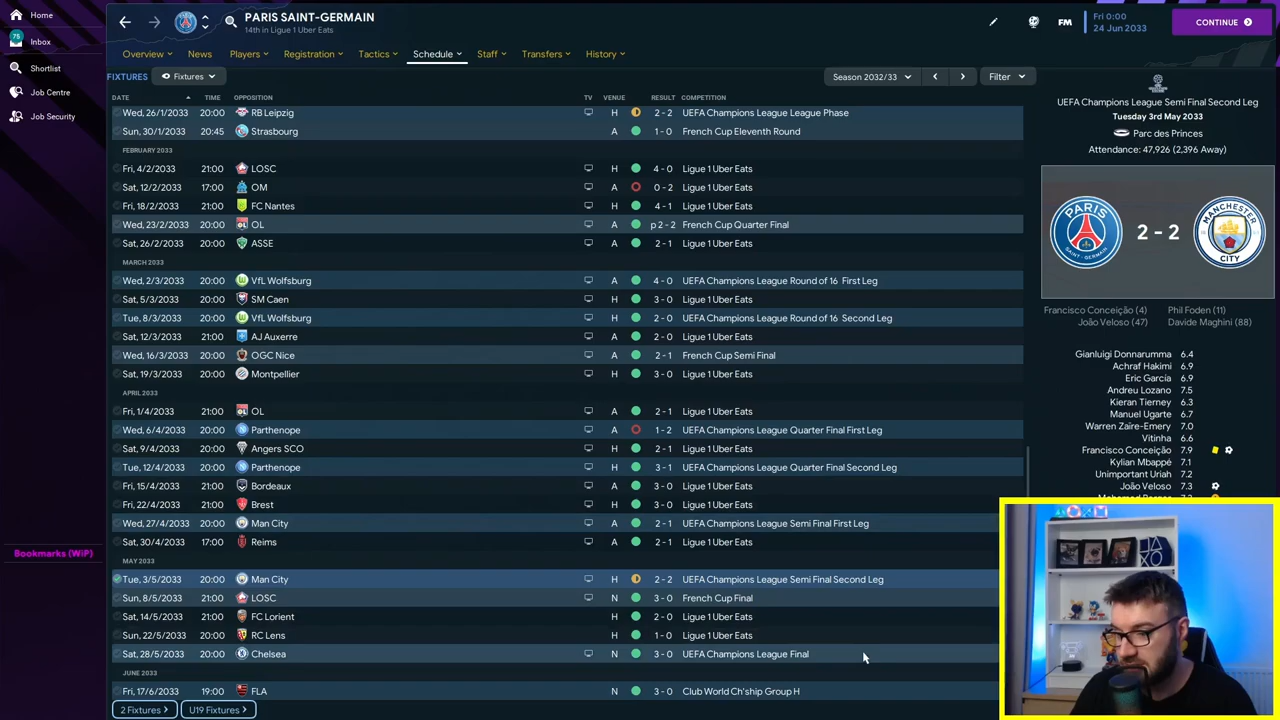 Home
75
Inbox
Shortlist
Job Centre
Job Security
Bookmarks (WiP)
PARIS SAINT-GERMAIN
14th in Ligue 1 Uber Eats
FM
Fri 0:00
24 Jun 2033
CONTINUE
Overview
News
Players
Registration
Tactics
Schedule
Staff
Transfers
History
FIXTURES
Fixtures
Season 2032/33
Filter
DATE TIME OPPOSITION TV VENUE RESULT COMPETITION
Wed, 26/1/2033 20:00 RB Leipzig H 2 - 2 UEFA Champions League League Phase
Sun, 30/1/2033 20:45 Strasbourg A 1 - 0 French Cup Eleventh Round
FEBRUARY 2033
Fri, 4/2/2033 21:00 LOSC H 4 - 0 Ligue 1 Uber Eats
Sat, 12/2/2033 17:00 OM A 0 - 2 Ligue 1 Uber Eats
Fri, 18/2/2033 21:00 FC Nantes H 4 - 1 Ligue 1 Uber Eats
Wed, 23/2/2033 20:00 OL A p 2 - 2 French Cup Quarter Final
Sat, 26/2/2033 20:00 ASSE A 2 - 1 Ligue 1 Uber Eats
MARCH 2033
Wed, 2/3/2033 20:00 VfL Wolfsburg A 4 - 0 UEFA Champions League Round of 16 First Leg
Sat, 5/3/2033 20:00 SM Caen H 3 - 0 Ligue 1 Uber Eats
Tue, 8/3/2033 20:00 VfL Wolfsburg H 2 - 0 UEFA Champions League Round of 16 Second Leg
Sat, 12/3/2033 21:00 AJ Auxerre A 2 - 0 Ligue 1 Uber Eats
Wed, 16/3/2033 20:00 OGC Nice A 2 - 1 French Cup Semi Final
Sat, 19/3/2033 20:00 Montpellier H 3 - 0 Ligue 1 Uber Eats
APRIL 2033
Fri, 1/4/2033 21:00 OL A 2 - 1 Ligue 1 Uber Eats
Wed, 6/4/2033 20:00 Parthenope A 1 - 2 UEFA Champions League Quarter Final First Leg
Sat, 9/4/2033 20:00 Angers SCO H 2 - 1 Ligue 1 Uber Eats
Tue, 12/4/2033 20:00 Parthenope H 3 - 1 UEFA Champions League Quarter Final Second Leg
Fri, 15/4/2033 21:00 Bordeaux A 3 - 0 Ligue 1 Uber Eats
Fri, 22/4/2033 21:00 Brest H 3 - 0 Ligue 1 Uber Eats
Wed, 27/4/2033 20:00 Man City A 2 - 1 UEFA Champions League Semi Final First Leg
Sat, 30/4/2033 17:00 Reims A 2 - 1 Ligue 1 Uber Eats
MAY 2033
Tue, 3/5/2033 20:00 Man City H 2 - 2 UEFA Champions League Semi Final Second Leg
Sun, 8/5/2033 21:00 LOSC N 3 - 0 French Cup Final
Sat, 14/5/2033 21:00 FC Lorient H 2 - 0 Ligue 1 Uber Eats
Sun, 22/5/2033 20:00 RC Lens H 1 - 0 Ligue 1 Uber Eats
Sat, 28/5/2033 20:00 Chelsea N 3 - 0 UEFA Champions League Final
JUNE 2033
Fri, 17/6/2033 19:00 FLA N 3 - 0 Club World Ch'ship Group H
2 Fixtures >
U19 Fixtures >
UEFA Champions League Semi Final Second Leg
Tuesday 3rd May 2033
Parc des Princes
Attendance: 47,926 (2,396 Away)
PARIS
SAINT-GERMAIN
2 - 2
MANCHESTER
CITY
Francisco Conceição (4) Phil Foden (11)
João Veloso (47) Davide Maghini (88)
Gianluigi Donnarumma 6.4
Achraf Hakimi 6.9
Eric García 6.9
Andreu Lozano 7.5
Kieran Tierney 6.3
Manuel Ugarte 6.7
Warren Zaire-Emery 7.0
Vitinha 6.6
Francisco Conceição 7.9
Kylian Mbappé 7.1
Unimportant Uriah 7.2
João Veloso 7.3